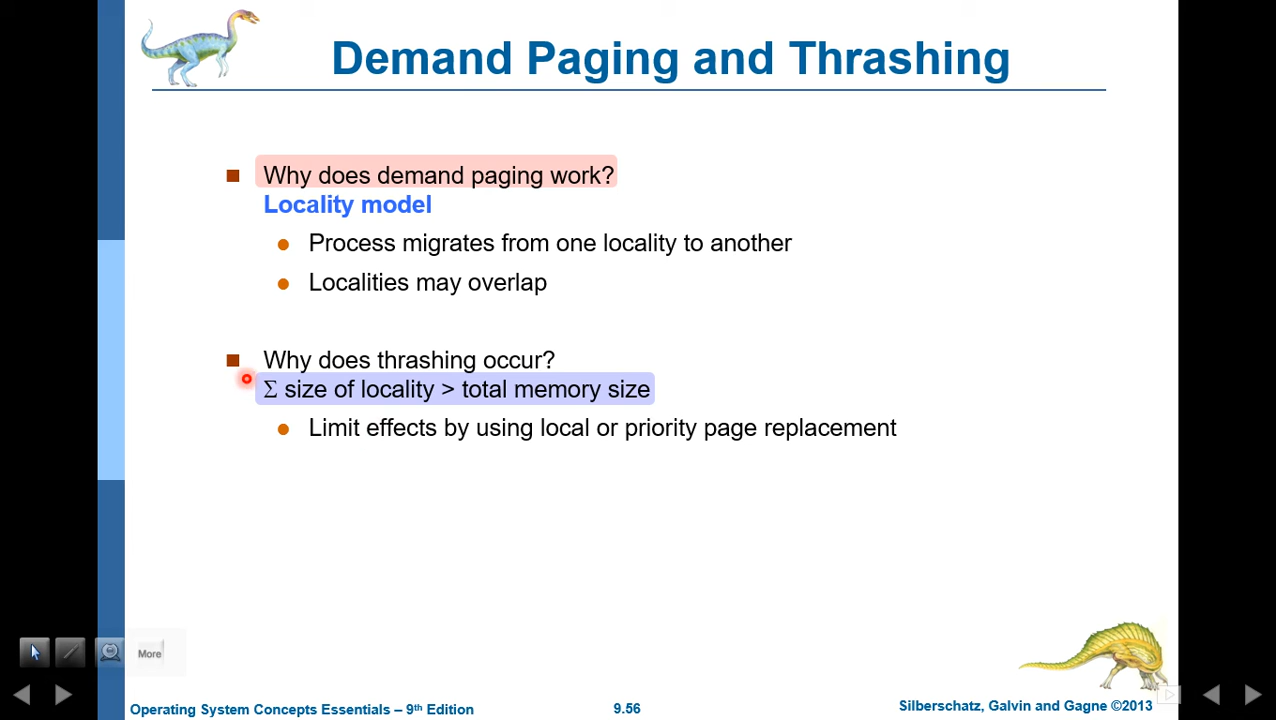 Demand Paging and Thrashing
Why does demand paging work?
Locality model
Process migrates from one locality to another
Localities may overlap
Why does thrashing occur?
Σ size of locality > total memory size
Limit effects by using local or priority page replacement
More
Operating System Concepts Essentials – 9th Edition
9.56
Silberschatz, Galvin and Gagne ©2013